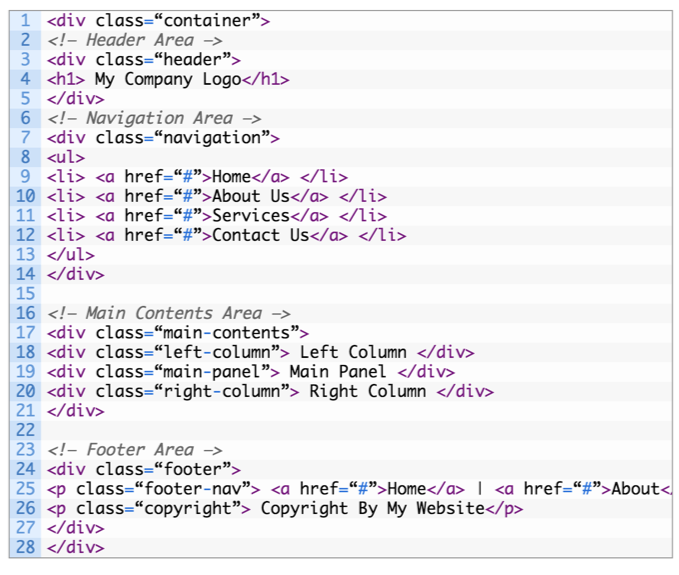 1 <div class=“container”>
2 <!– Header Area –>
3 <div class=“header”>
4 <h1> My Company Logo</h1>
5 </div>
6 <!– Navigation Area –>
7 <div class=“navigation”>
8 <ul>
9 <li> <a href=“#”>Home</a> </li>
10 <li> <a href=“#”>About Us</a> </li>
11 <li> <a href=“#”>Services</a> </li>
12 <li> <a href=“#”>Contact Us</a> </li>
13 </ul>
14 </div>
15
16 <!– Main Contents Area –>
17 <div class=“main-contents”>
18 <div class=“left-column”> Left Column </div>
19 <div class=“main-panel”> Main Panel </div>
20 <div class=“right-column”> Right Column </div>
21 </div>
22
23 <!– Footer Area –>
24 <div class=“footer”>
25 <p class=“footer-nav”> <a href=“#”>Home</a> | <a href=“#”>About</
26 <p class=“copyright”> Copyright By My Website</p>
27 </div>
28 </div>